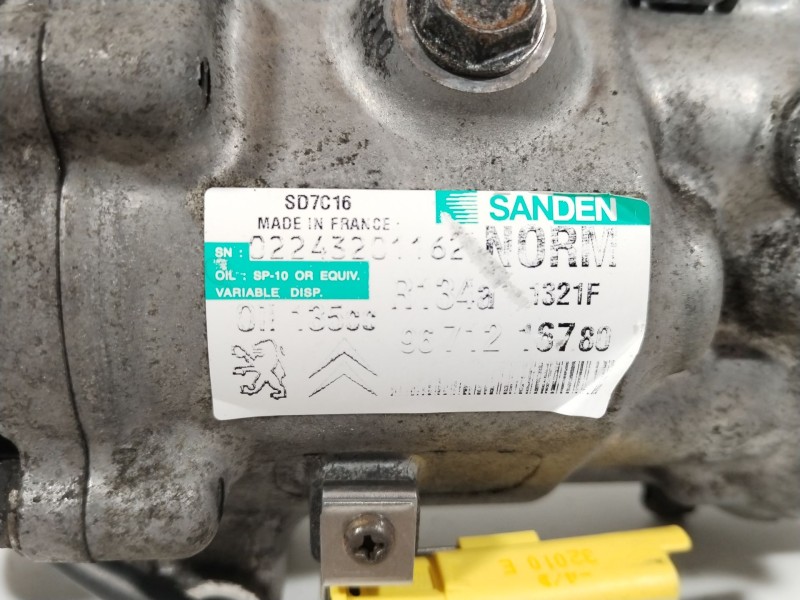 SD7C16
SANDEN
MADE IN FRANCE
SN : 02243201162
NORM
OIL : SP-10 OR EQUIV.
VARIABLE DISP.
R134a 1321F
Oil 135cc
96712 16780
32010 E